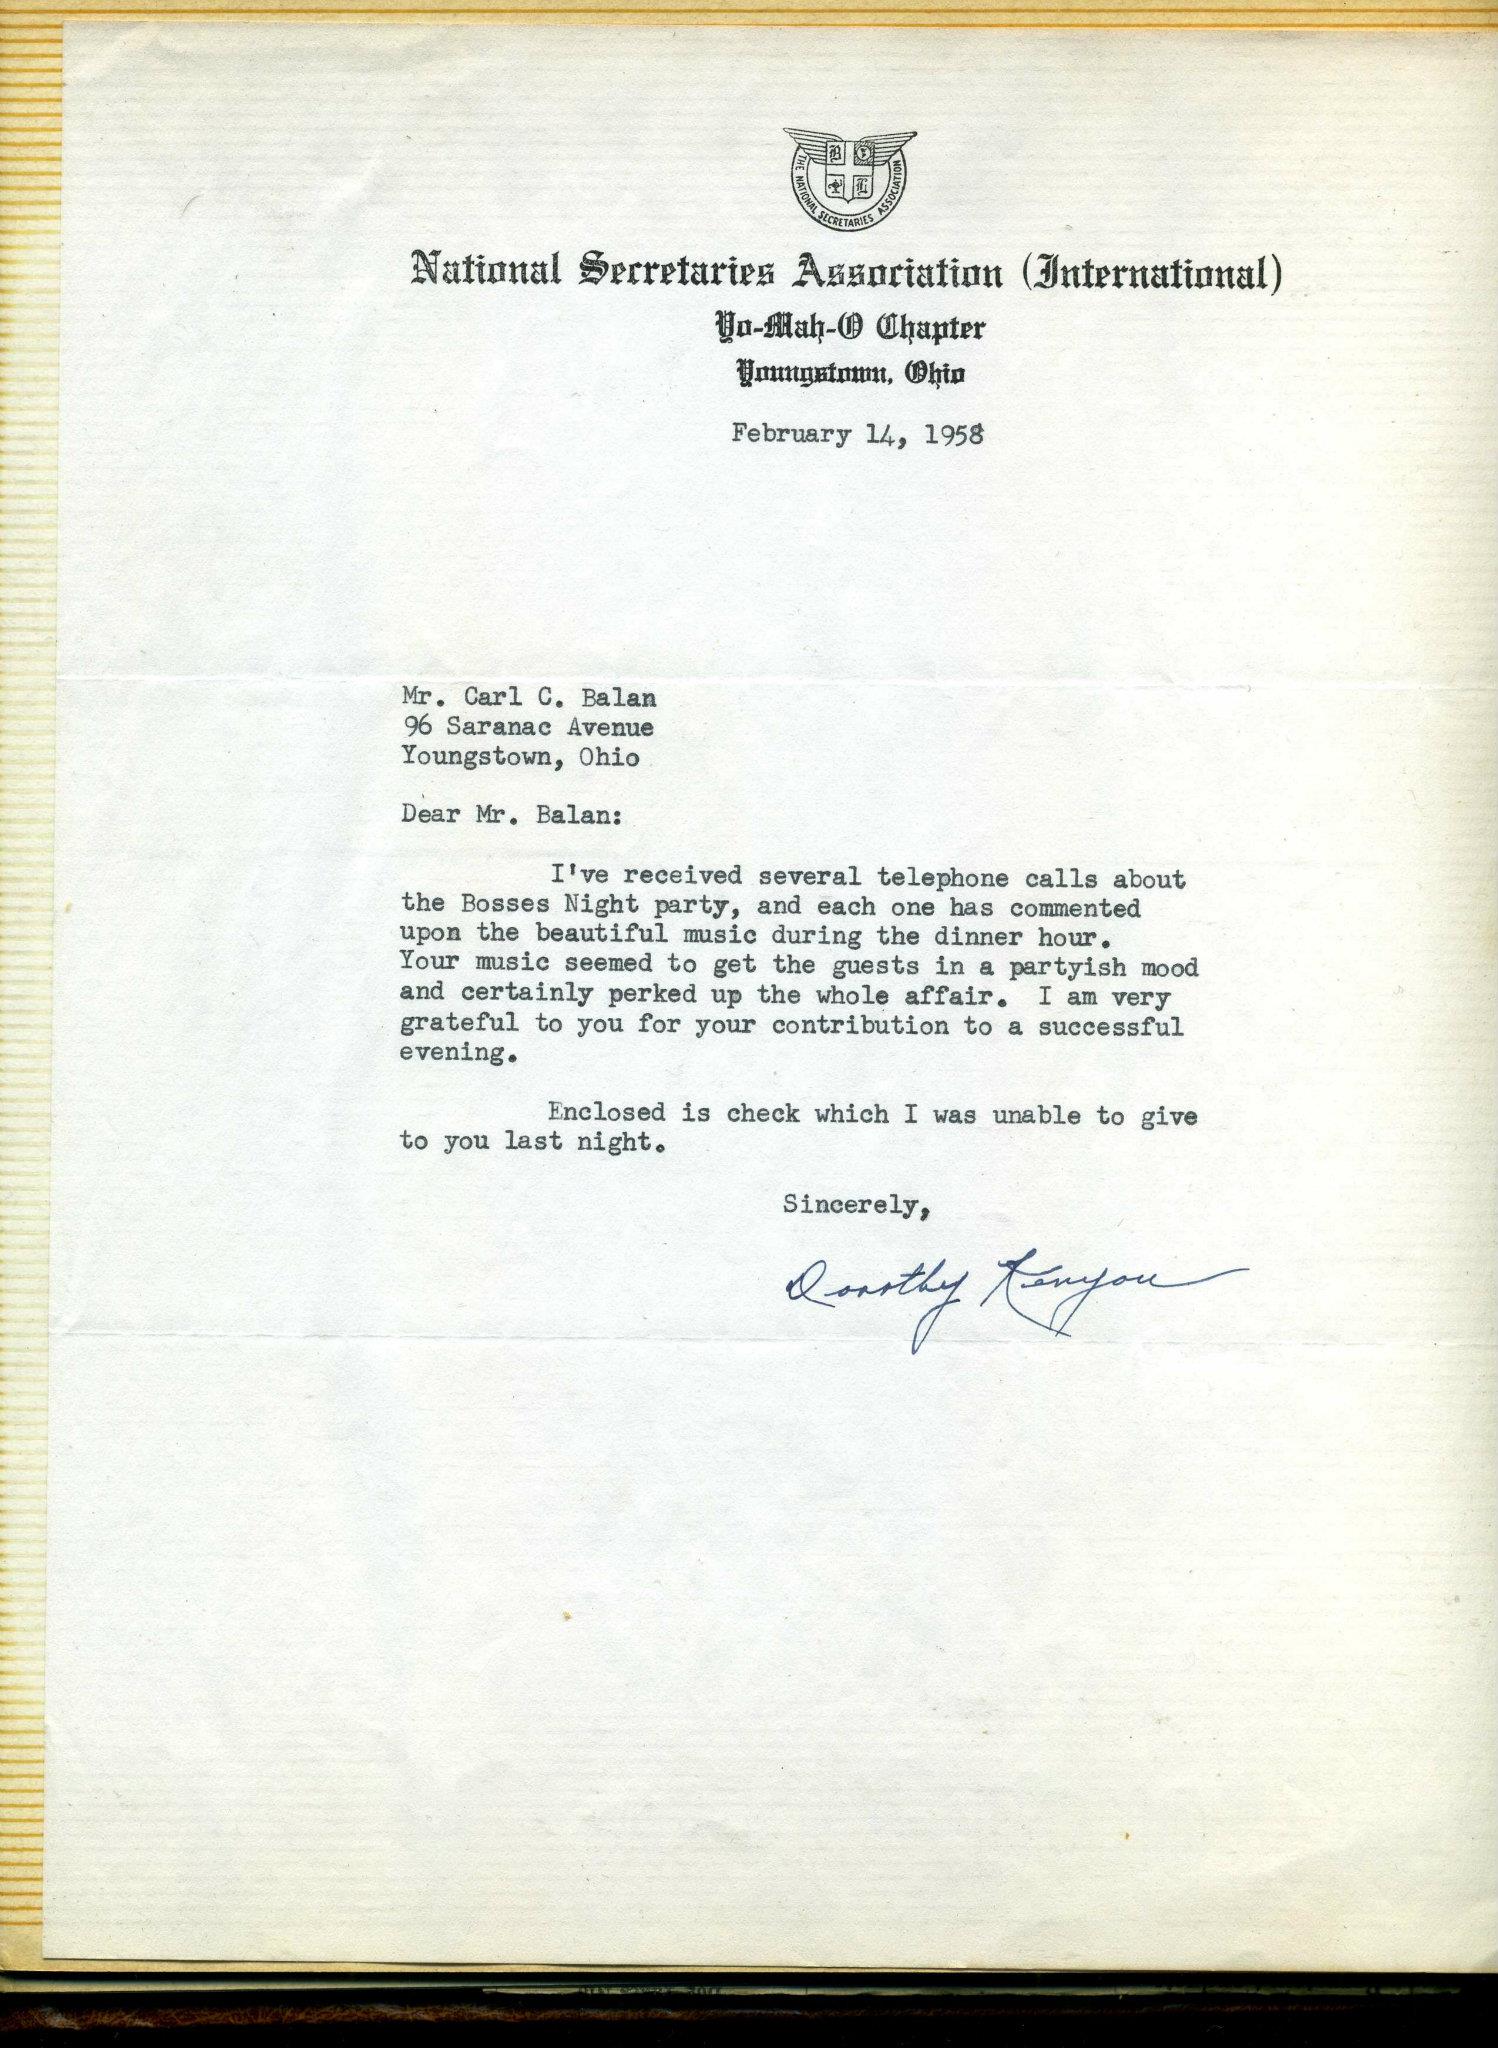 THE NATIONAL SECRETARIES ASSOCIATION
National Secretaries Association (International)
Yo-Mah-O Chapter
Youngstown, Ohio
February 14, 1958
Mr. Carl C. Balan
96 Saranac Avenue
Youngstown, Ohio
Dear Mr. Balan:
I've received several telephone calls about
the Bosses Night party, and each one has commented
upon the beautiful music during the dinner hour.
Your music seemed to get the guests in a partyish mood
and certainly perked up the whole affair. I am very
grateful to you for your contribution to a successful
evening.
Enclosed is check which I was unable to give
to you last night.
Sincerely,
Dorothy Kenyon